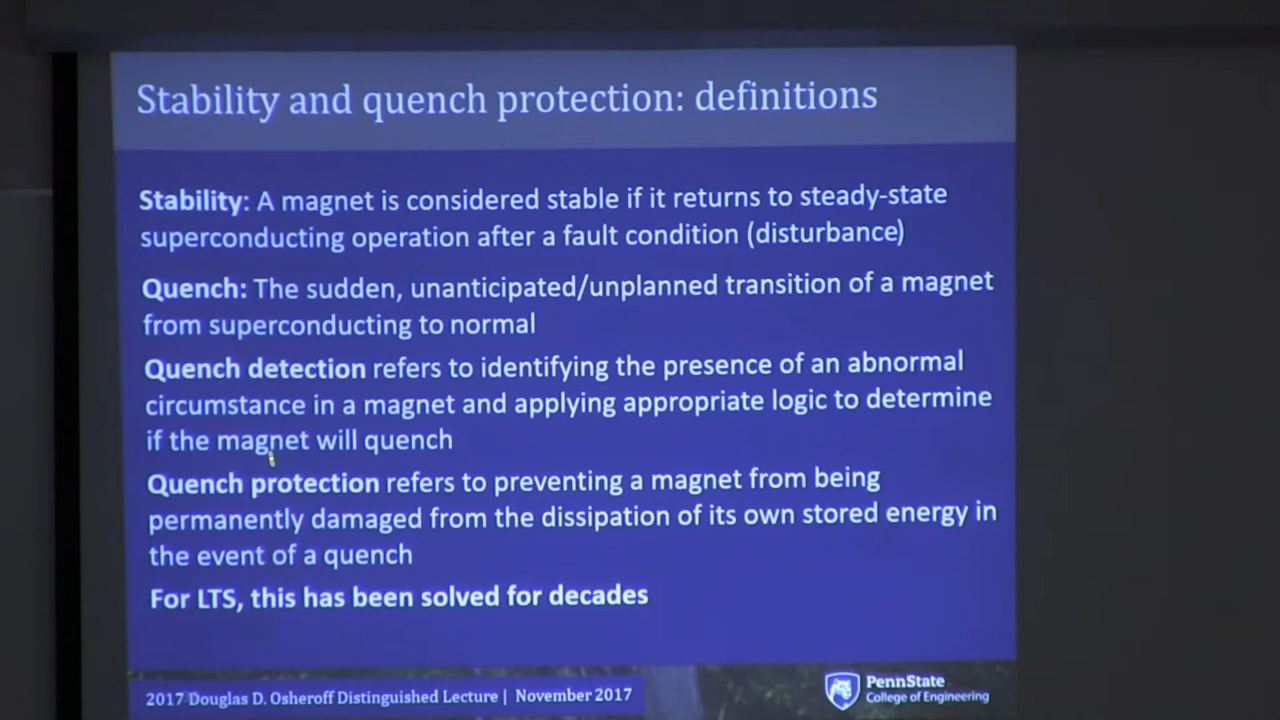 Stability and quench protection: definitions
Stability: A magnet is considered stable if it returns to steady-state
superconducting operation after a fault condition (disturbance)
Quench: The sudden, unanticipated/unplanned transition of a magnet
from superconducting to normal
Quench detection refers to identifying the presence of an abnormal
circumstance in a magnet and applying appropriate logic to determine
if the magnet will quench
Quench protection refers to preventing a magnet from being
permanently damaged from the dissipation of its own stored energy in
the event of a quench
For LTS, this has been solved for decades
2017 Douglas D. Osheroff Distinguished Lecture | November 2017
PennState
College of Engineering